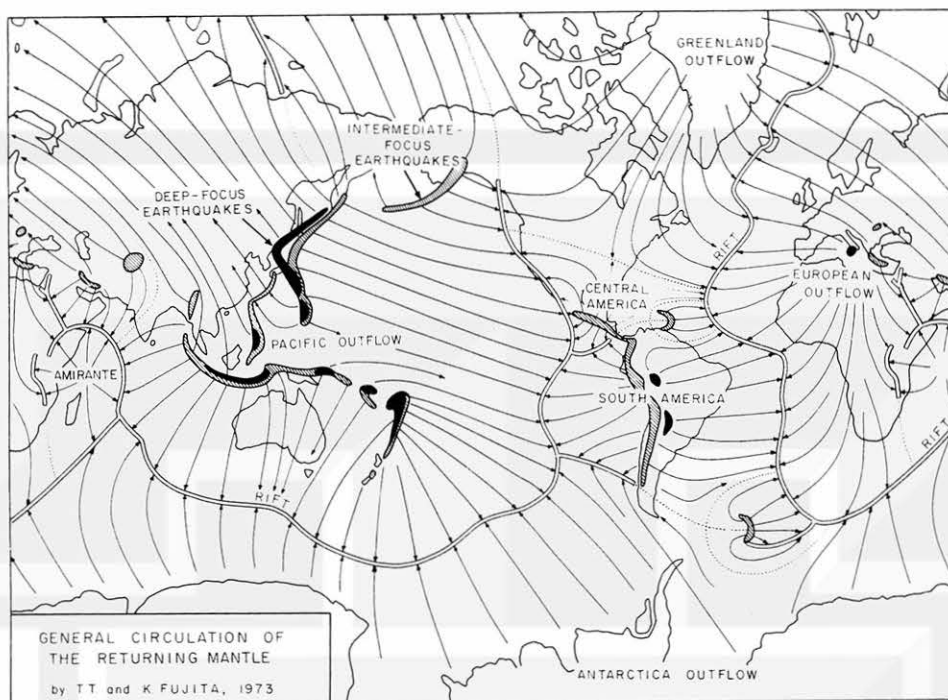 GREENLAND
OUTFLOW
INTERMEDIATE-
FOCUS
EARTHQUAKES
DEEP-FOCUS
EARTHQUAKES
RIFT
EUROPEAN
OUTFLOW
CENTRAL
AMERICA
PACIFIC OUTFLOW
AMIRANTE
SOUTH AMERICA
RIFT
RIFT
ANTARCTICA OUTFLOW
GENERAL CIRCULATION OF
THE RETURNING MANTLE
by T T and K FUJITA, 1973